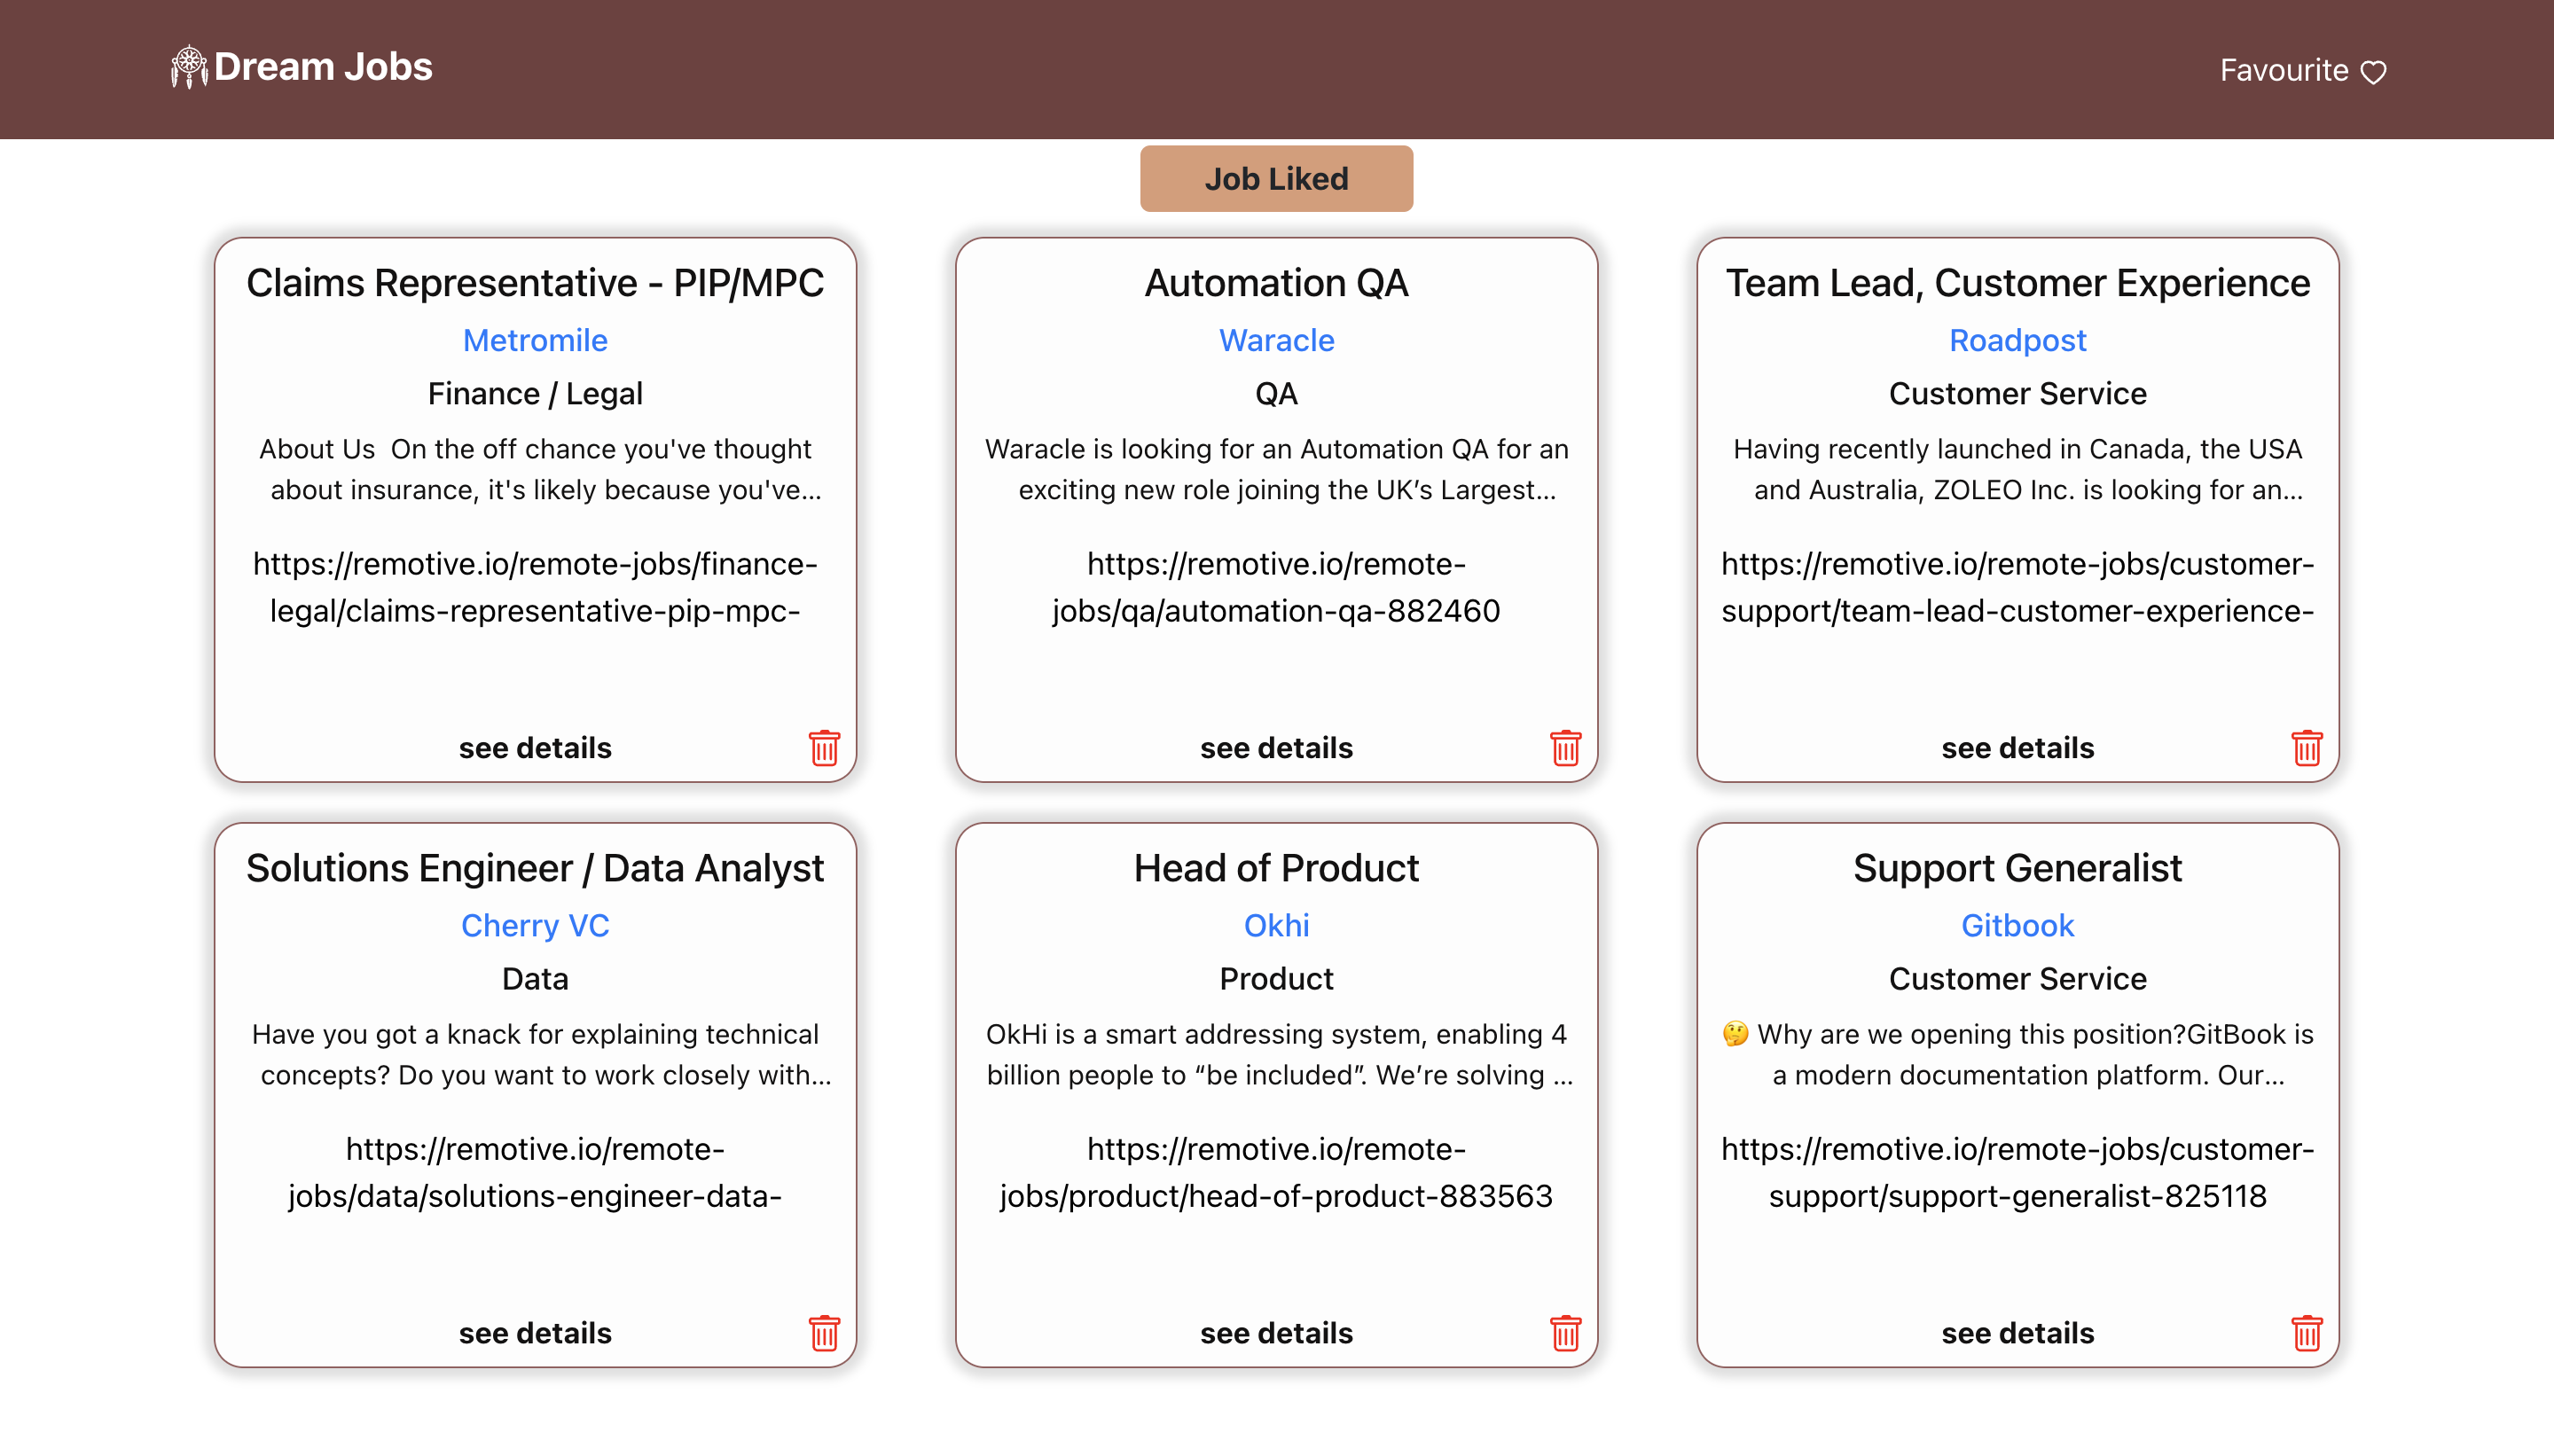 Dream Jobs
Favourite
Job Liked
Claims Representative - PIP/MPC
Metromile
Finance / Legal
About Us  On the off chance you've thought
about insurance, it's likely because you've...
https://remotive.io/remote-jobs/finance-
legal/claims-representative-pip-mpc-
see details
Automation QA
Waracle
QA
Waracle is looking for an Automation QA for an
exciting new role joining the UK’s Largest...
https://remotive.io/remote-
jobs/qa/automation-qa-882460
see details
Team Lead, Customer Experience
Roadpost
Customer Service
Having recently launched in Canada, the USA
and Australia, ZOLEO Inc. is looking for an...
https://remotive.io/remote-jobs/customer-
support/team-lead-customer-experience-
see details
Solutions Engineer / Data Analyst
Cherry VC
Data
Have you got a knack for explaining technical
concepts? Do you want to work closely with...
https://remotive.io/remote-
jobs/data/solutions-engineer-data-
see details
Head of Product
Okhi
Product
OkHi is a smart addressing system, enabling 4
billion people to “be included”. We’re solving ...
https://remotive.io/remote-
jobs/product/head-of-product-883563
see details
Support Generalist
Gitbook
Customer Service
🤔 Why are we opening this position?GitBook is
a modern documentation platform. Our...
https://remotive.io/remote-jobs/customer-
support/support-generalist-825118
see details